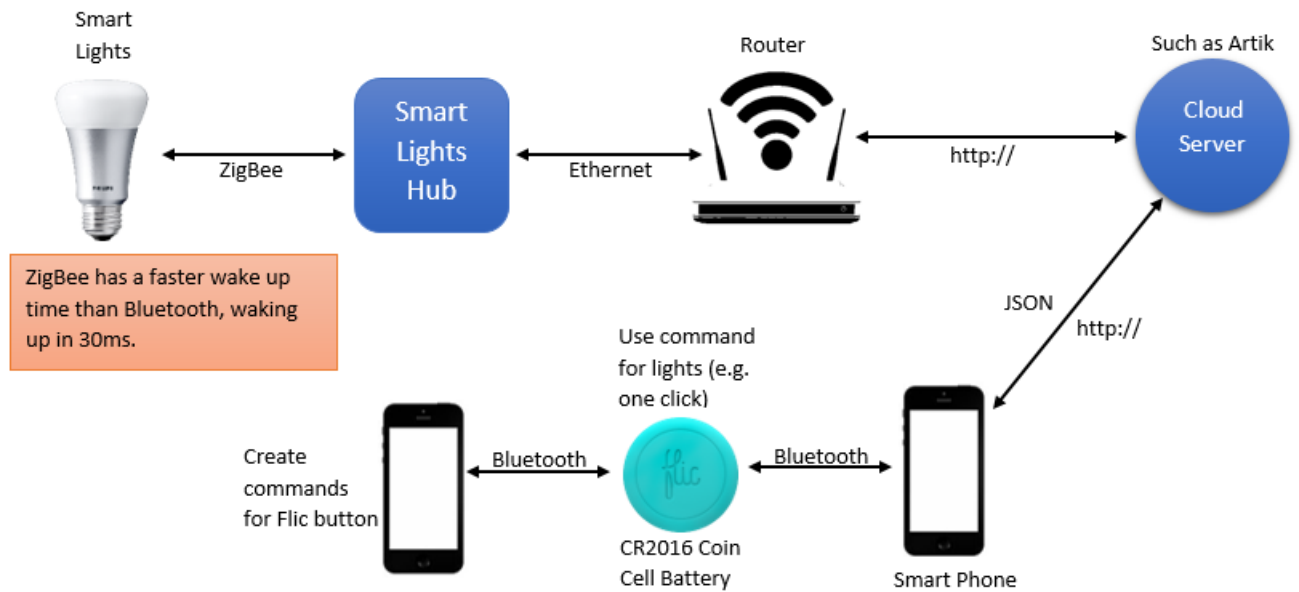 Smart
Lights
ZigBee
Smart
Lights
Hub
Ethernet
Router
http://
Such as Artik
Cloud
Server
PHILIPS
ZigBee has a faster wake up
time than Bluetooth, waking
up in 30ms.
JSON
http://
Use command
for lights (e.g.
one click)
Create
commands
for Flic button
Bluetooth
flic
Bluetooth
CR2016 Coin
Cell Battery
Smart Phone